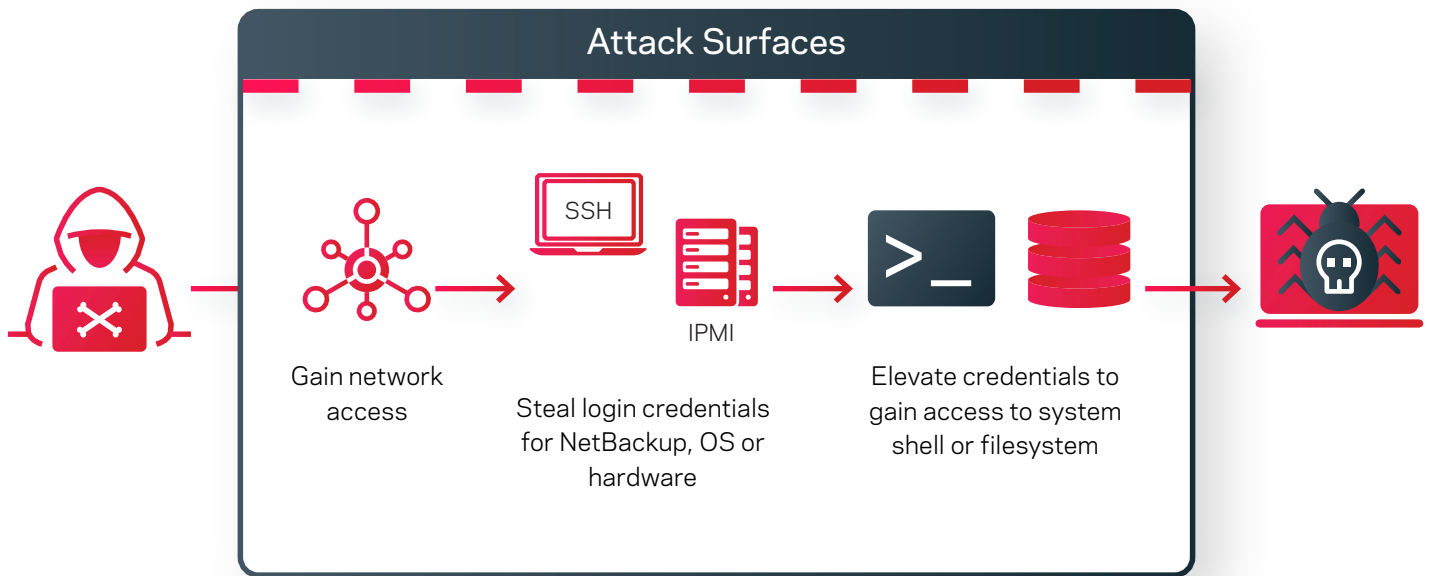 Attack Surfaces
SSH
IPMI
Gain network
access
Steal login credentials
for NetBackup, OS or
hardware
>_
Elevate credentials to
gain access to system
shell or filesystem